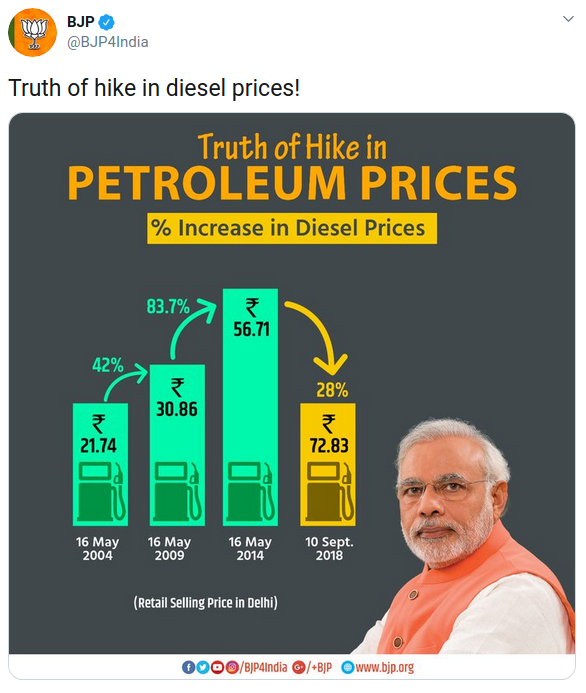 BJP
@BJP4India
Truth of hike in diesel prices!
Truth of Hike in
PETROLEUM PRICES
% Increase in Diesel Prices
83.7%
₹
56.71
42%
₹
30.86
28%
₹
21.74
₹
72.83
16 May
2004
16 May
2009
16 May
2014
10 Sept.
2018
(Retail Selling Price in Delhi)
/BJP4India G+/+BJP www.bjp.org